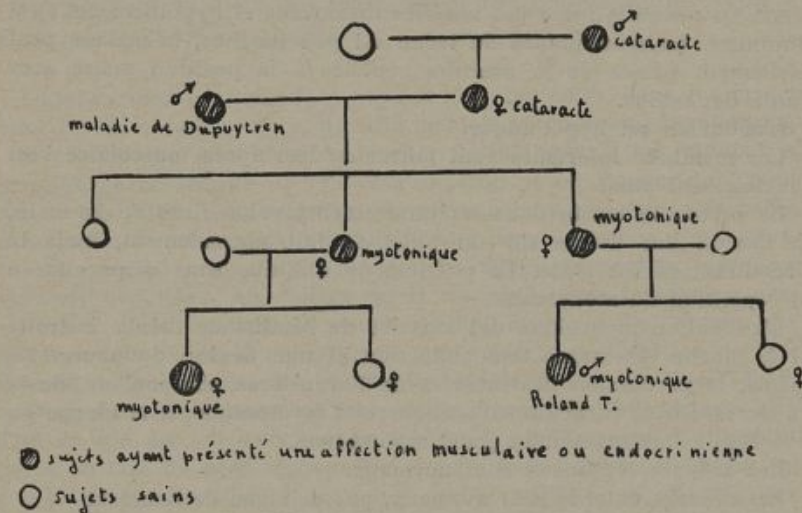 ♂
cataracte
♂
maladie de Dupuytren
♀ cataracte
myotonique
♀
myotonique
♀
♀
♀
myotonique
♂ myotonique
Roland T.
♀
sujets ayant présenté une affection musculaire ou endocrinienne
sujets sains